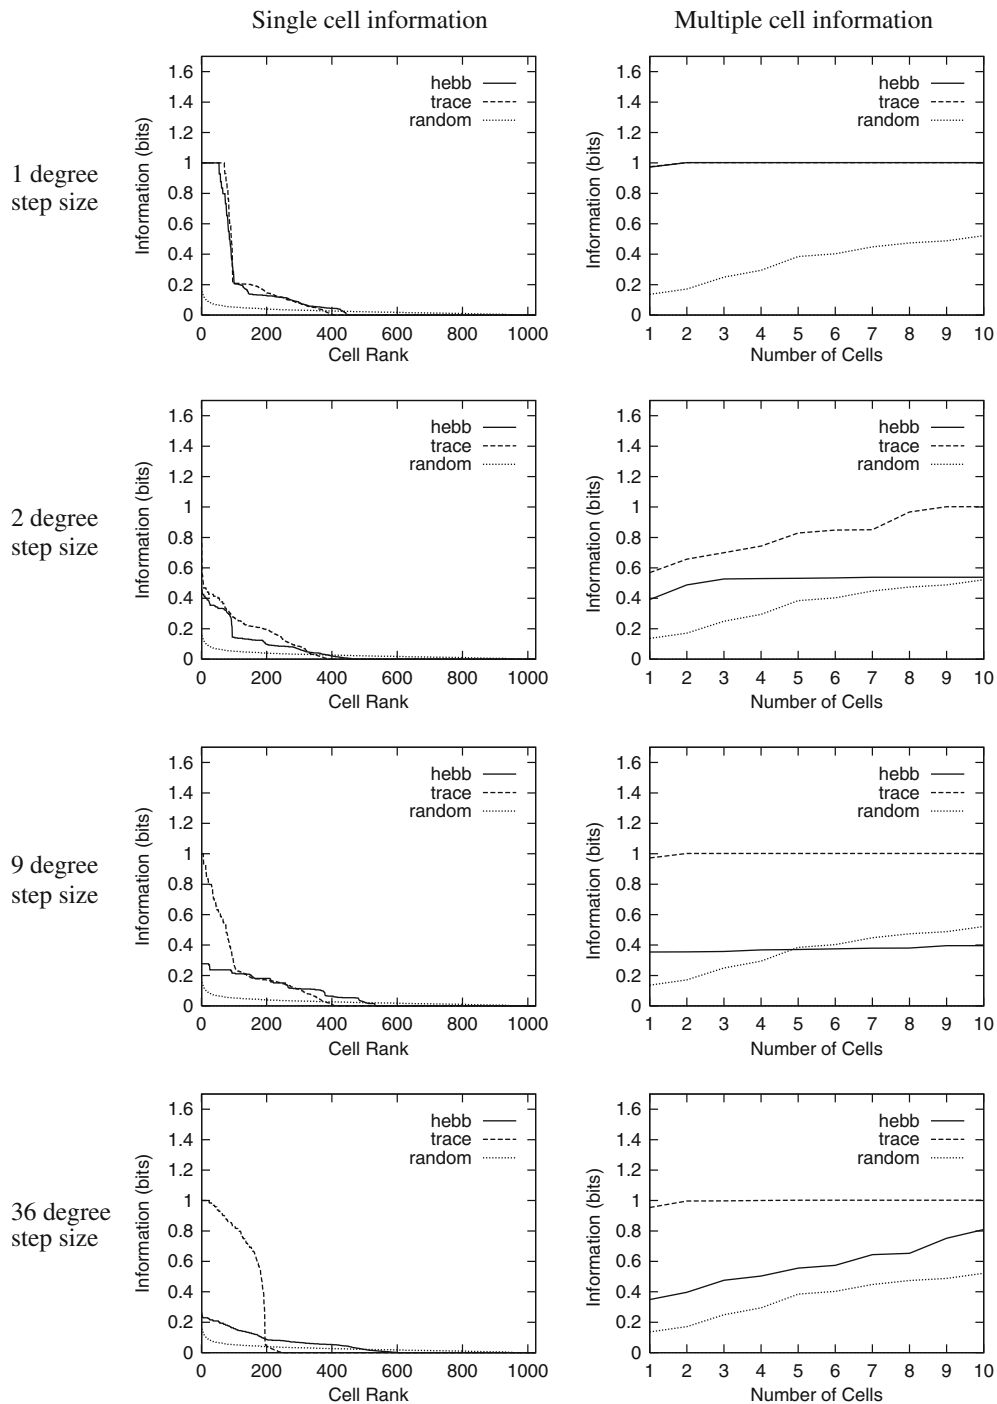 Single cell information
Multiple cell information
1 degree
step size
Information (bits)
1.6
1.4
1.2
1
0.8
0.6
0.4
0.2
0
0
200
400
600
800
1000
Cell Rank
hebb
trace
random
Information (bits)
1.6
1.4
1.2
1
0.8
0.6
0.4
0.2
0
1
2
3
4
5
6
7
8
9
10
Number of Cells
hebb
trace
random
2 degree
step size
Information (bits)
1.6
1.4
1.2
1
0.8
0.6
0.4
0.2
0
0
200
400
600
800
1000
Cell Rank
hebb
trace
random
Information (bits)
1.6
1.4
1.2
1
0.8
0.6
0.4
0.2
0
1
2
3
4
5
6
7
8
9
10
Number of Cells
hebb
trace
random
9 degree
step size
Information (bits)
1.6
1.4
1.2
1
0.8
0.6
0.4
0.2
0
0
200
400
600
800
1000
Cell Rank
hebb
trace
random
Information (bits)
1.6
1.4
1.2
1
0.8
0.6
0.4
0.2
0
1
2
3
4
5
6
7
8
9
10
Number of Cells
hebb
trace
random
36 degree
step size
Information (bits)
1.6
1.4
1.2
1
0.8
0.6
0.4
0.2
0
0
200
400
600
800
1000
Cell Rank
hebb
trace
random
Information (bits)
1.6
1.4
1.2
1
0.8
0.6
0.4
0.2
0
1
2
3
4
5
6
7
8
9
10
Number of Cells
hebb
trace
random